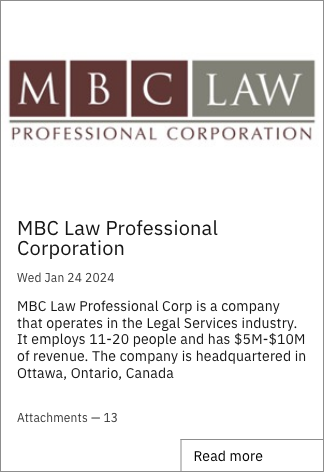 MBC LAW
PROFESSIONAL CORPORATION
MBC Law Professional
Corporation
Wed Jan 24 2024
MBC Law Professional Corp is a company
that operates in the Legal Services industry.
It employs 11-20 people and has $5M-$10M
of revenue. The company is headquartered in
Ottawa, Ontario, Canada
Attachments — 13
Read more